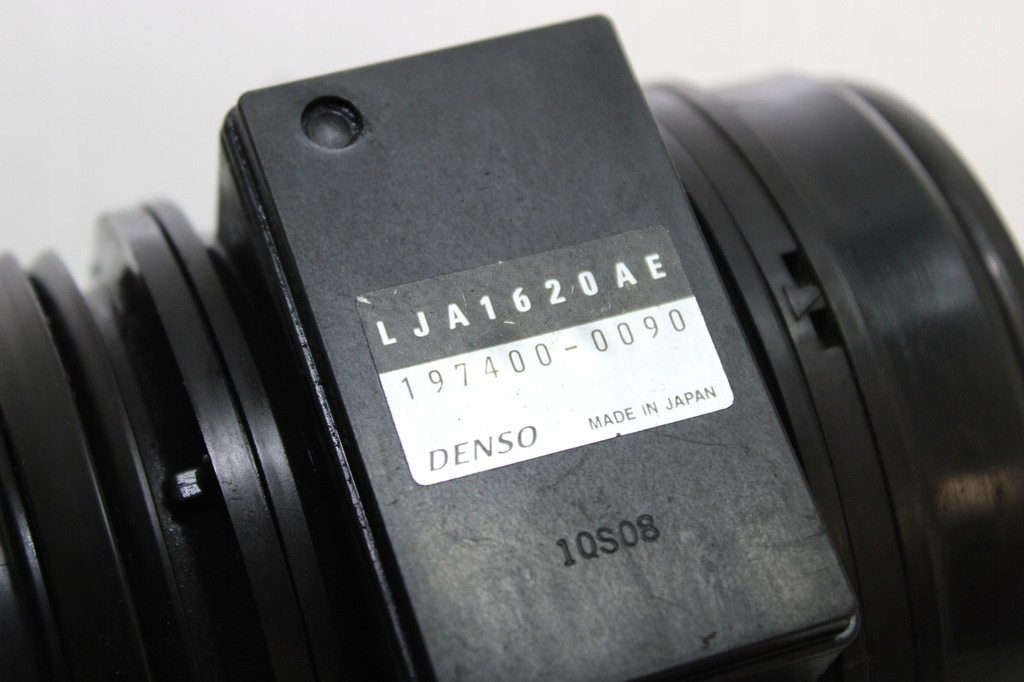 LJA1620AE
197400-0090
DENSO MADE IN JAPAN
1QS08